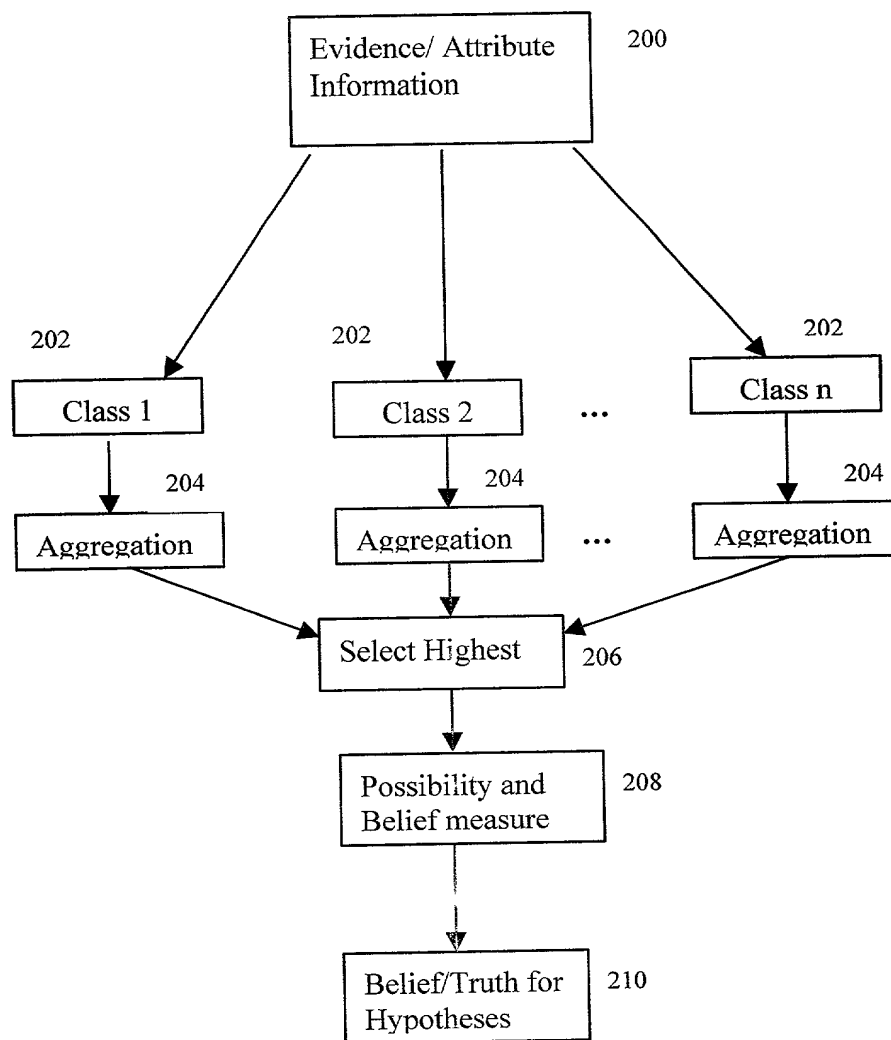 Evidence/ Attribute
Information
200
202
202
202
Class 1
Class 2
...
Class n
204
204
204
Aggregation
Aggregation
...
Aggregation
Select Highest
206
Possibility and
Belief measure
208
Belief/Truth for
Hypotheses
210